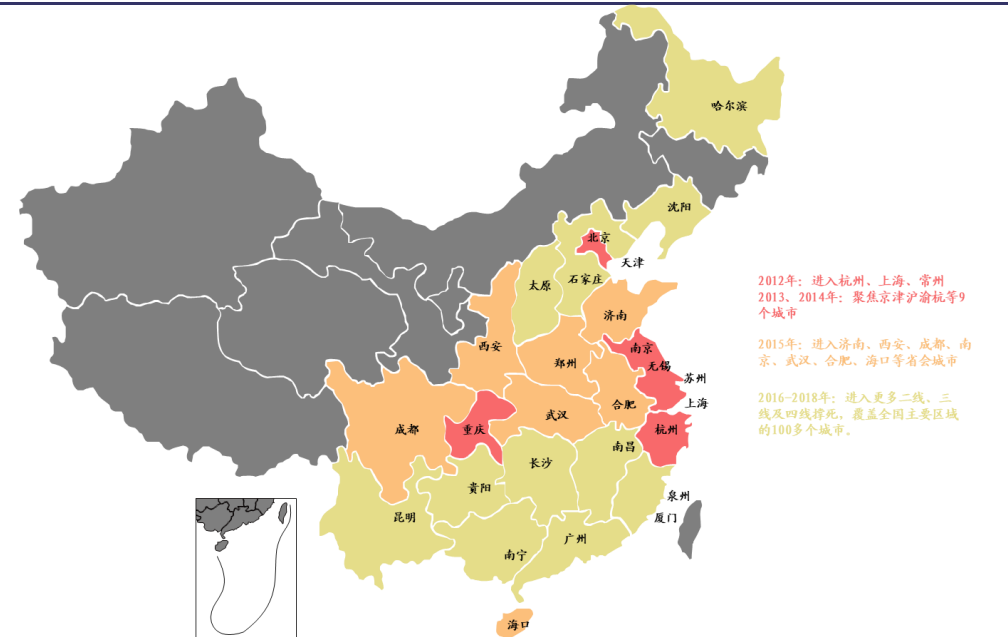 哈尔滨
沈阳
北京
天津
石家庄
太原
济南
西安
郑州
南京
无锡
苏州
上海
合肥
武汉
杭州
成都
重庆
南昌
长沙
贵阳
泉州
厦门
昆明
广州
南宁
海口
2012年：进入杭州、上海、常州
2013、2014年：聚焦京津沪渝杭等9
个城市
2015年：进入济南、西安、成都、南
京、武汉、合肥、海口等省会城市
2016-2018年：进入更多二线、三
线及四线撑死，覆盖全国主要区域
的100多个城市。